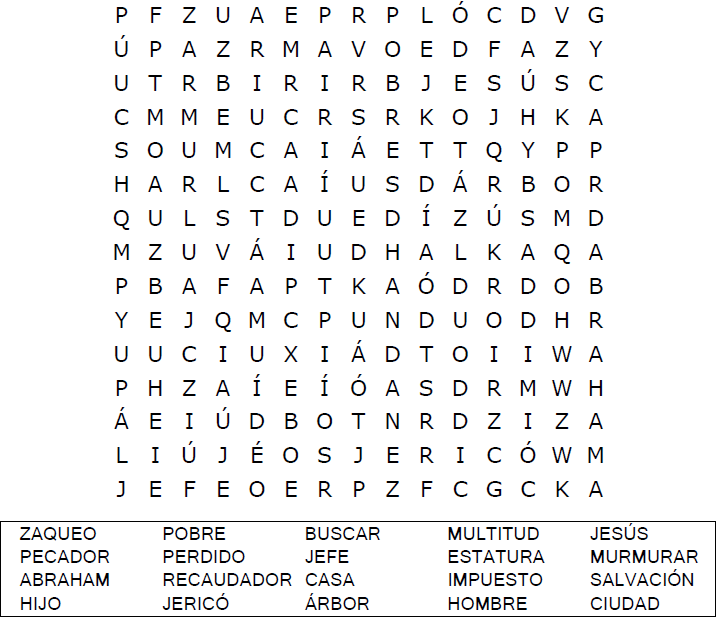 P F Z U A E P R P L Ó C D V G
Ú P A Z R M A V O E D F A Z Y
U T R B I R I R B J E S Ú S C
C M M E U C R S R K O J H K A
S O U M C A I Á E T T Q Y P P
H A R L C A Í U S D Á R B O R
Q U L S T D U E D Í Z Ú S M D
M Z U V Á I U D H A L K A Q A
P B A F A P T K A Ó D R D O B
Y E J Q M C P U N D U O D H R
U U C I U X I Á D T O I I W A
P H Z A Í E Í Ó A S D R M W H
Á E I Ú D B O T N R D Z I Z A
L I Ú J É O S J E R I C Ó W M
J E F E O E R P Z F C G C K A
ZAQUEO POBRE BUSCAR MULTITUD JESÚS
PECADOR PERDIDO JEFE ESTATURA MURMURAR
ABRAHAM RECAUDADOR CASA IMPUESTO SALVACIÓN
HIJO JERICÓ ÁRBOR HOMBRE CIUDAD